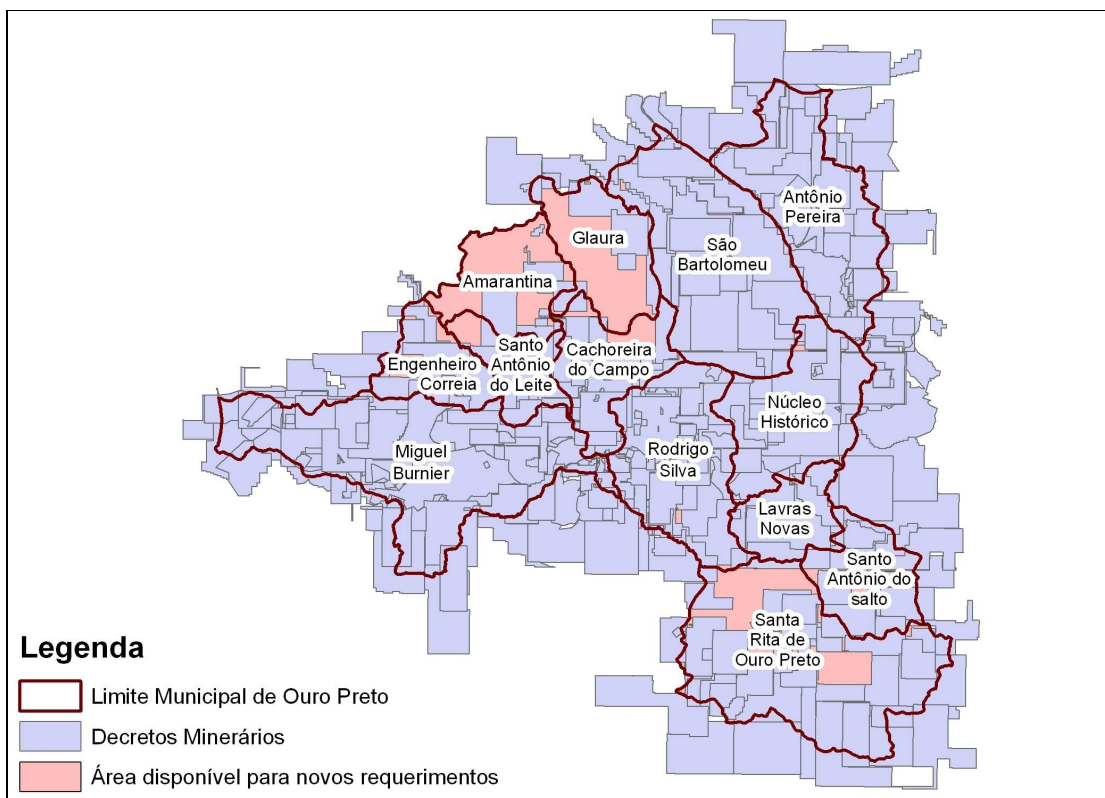 Antônio
Pereira
Glaura
São
Bartolomeu
Amarantina
Santo
Antônio
do Leite
Cachoreira
do Campo
Engenheiro
Correia
Núcleo
Histórico
Miguel
Burnier
Rodrigo
Silva
Lavras
Novas
Santo
Antônio do
salto
Santa
Rita de
Ouro Preto
Legenda
Limite Municipal de Ouro Preto
Decretos Minerários
Área disponível para novos requerimentos